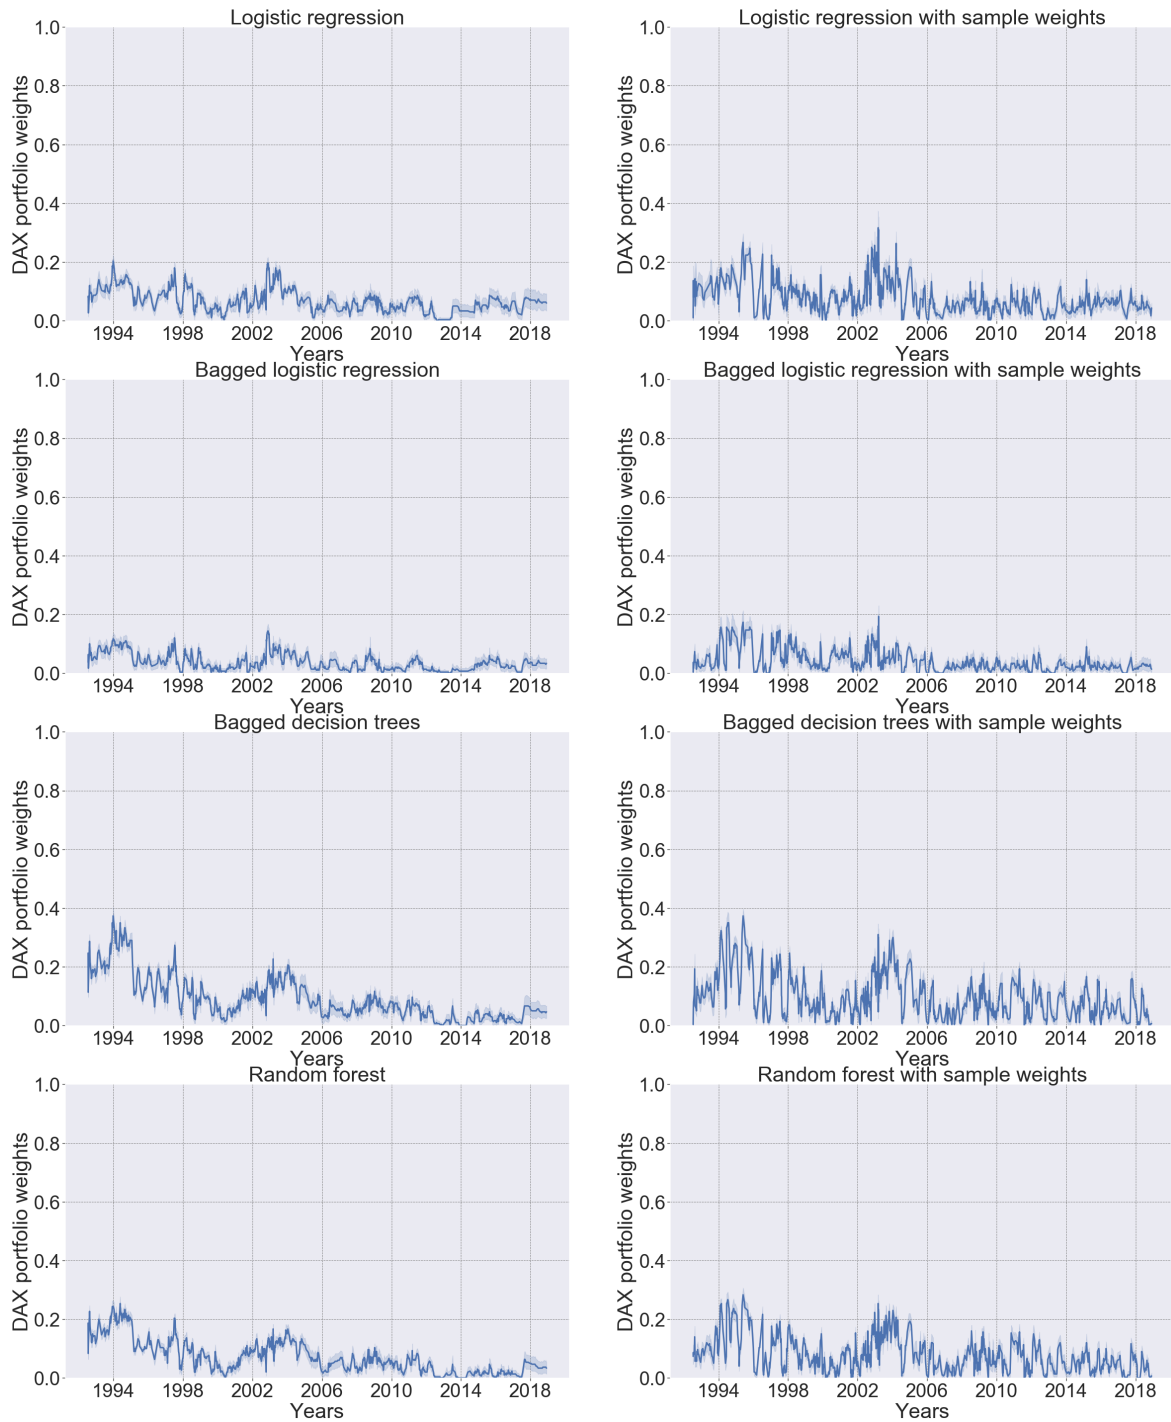 Logistic regression
1.0
0.8
0.6
0.4
0.2
0.0
DAX portfolio weights
1994 1998 2002 2006 2010 2014 2018
Years
Logistic regression with sample weights
1.0
0.8
0.6
0.4
0.2
0.0
DAX portfolio weights
1994 1998 2002 2006 2010 2014 2018
Years
Bagged logistic regression
1.0
0.8
0.6
0.4
0.2
0.0
DAX portfolio weights
1994 1998 2002 2006 2010 2014 2018
Years
Bagged logistic regression with sample weights
1.0
0.8
0.6
0.4
0.2
0.0
DAX portfolio weights
1994 1998 2002 2006 2010 2014 2018
Years
Bagged decision trees
1.0
0.8
0.6
0.4
0.2
0.0
DAX portfolio weights
1994 1998 2002 2006 2010 2014 2018
Years
Bagged decision trees with sample weights
1.0
0.8
0.6
0.4
0.2
0.0
DAX portfolio weights
1994 1998 2002 2006 2010 2014 2018
Years
Random forest
1.0
0.8
0.6
0.4
0.2
0.0
DAX portfolio weights
1994 1998 2002 2006 2010 2014 2018
Years
Random forest with sample weights
1.0
0.8
0.6
0.4
0.2
0.0
DAX portfolio weights
1994 1998 2002 2006 2010 2014 2018
Years